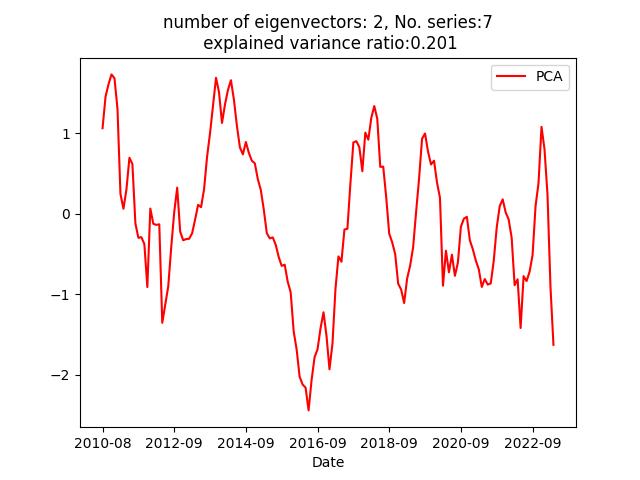 number of eigenvectors: 2, No. series:7
explained variance ratio:0.201
PCA
1
0
−1
−2
2010-08 2012-09 2014-09 2016-09 2018-09 2020-09 2022-09
Date